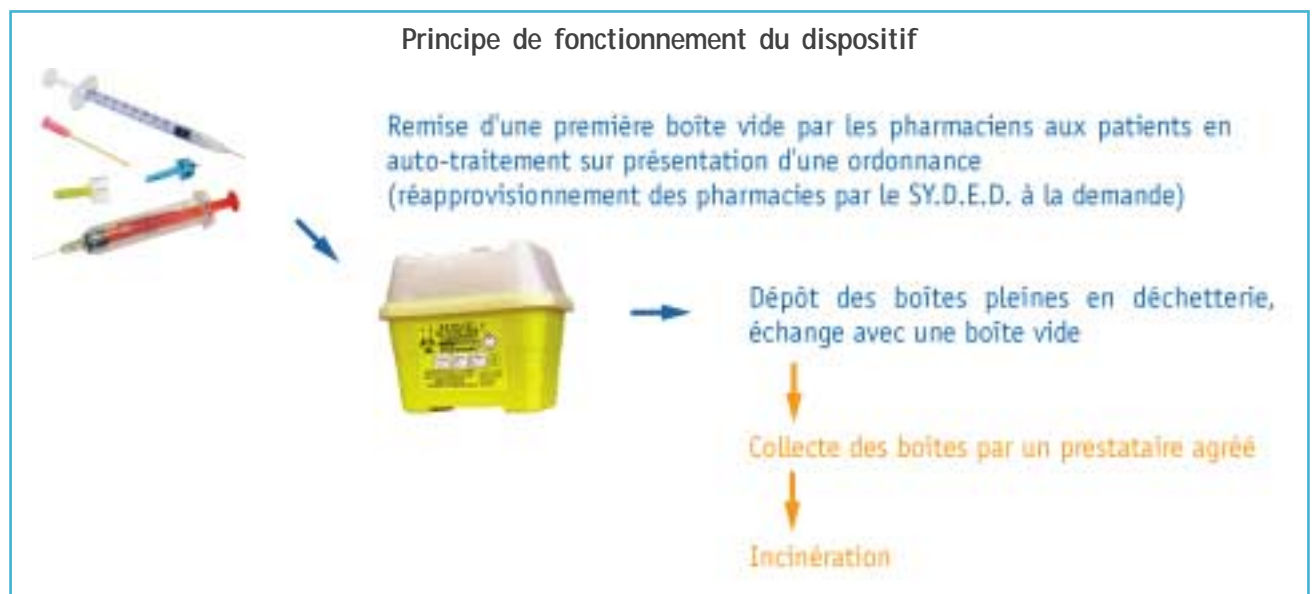 Principe de fonctionnement du dispositif
Remise d'une première boîte vide par les pharmaciens aux patients en
auto-traitement sur présentation d'une ordonnance
(réapprovisionnement des pharmacies par le SY.D.E.D. à la demande)
Dépôt des boîtes pleines en déchetterie,
échange avec une boîte vide
Collecte des boîtes par un prestataire agréé
Incinération